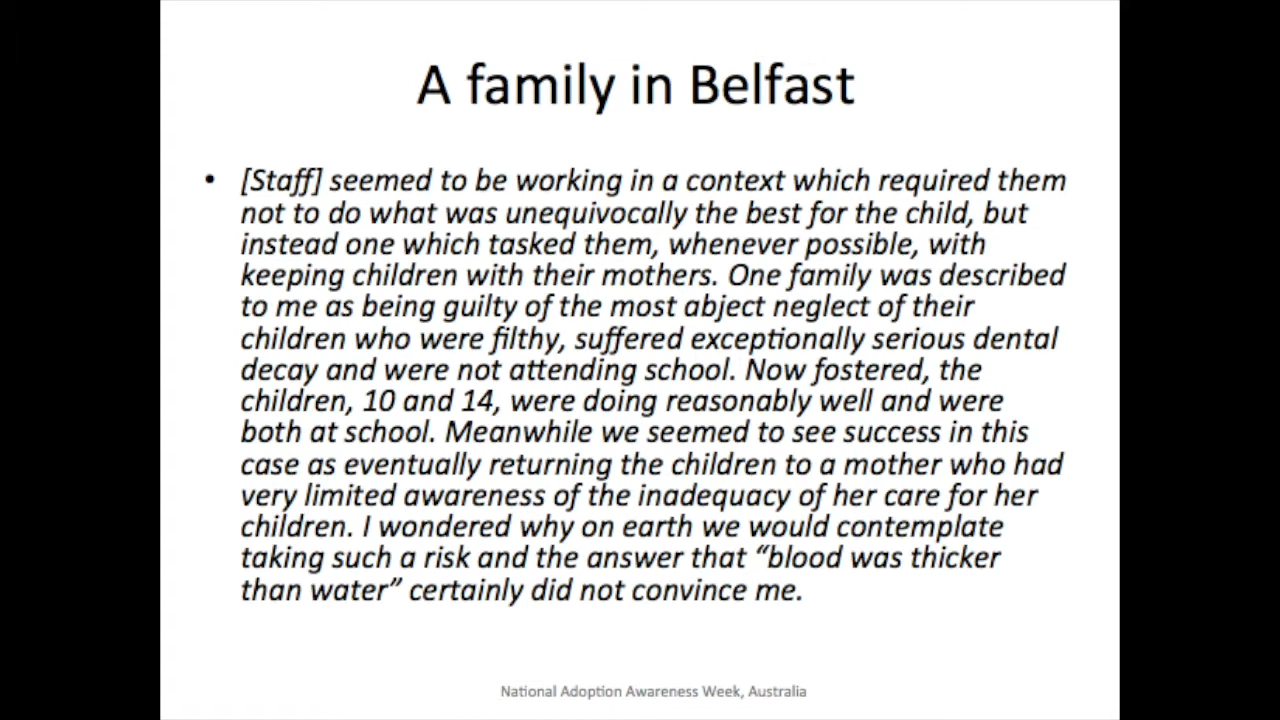 A family in Belfast
• [Staff] seemed to be working in a context which required them
not to do what was unequivocally the best for the child, but
instead one which tasked them, whenever possible, with
keeping children with their mothers. One family was described
to me as being guilty of the most abject neglect of their
children who were filthy, suffered exceptionally serious dental
decay and were not attending school. Now fostered, the
children, 10 and 14, were doing reasonably well and were
both at school. Meanwhile we seemed to see success in this
case as eventually returning the children to a mother who had
very limited awareness of the inadequacy of her care for her
children. I wondered why on earth we would contemplate
taking such a risk and the answer that “blood was thicker
than water” certainly did not convince me.
National Adoption Awareness Week, Australia